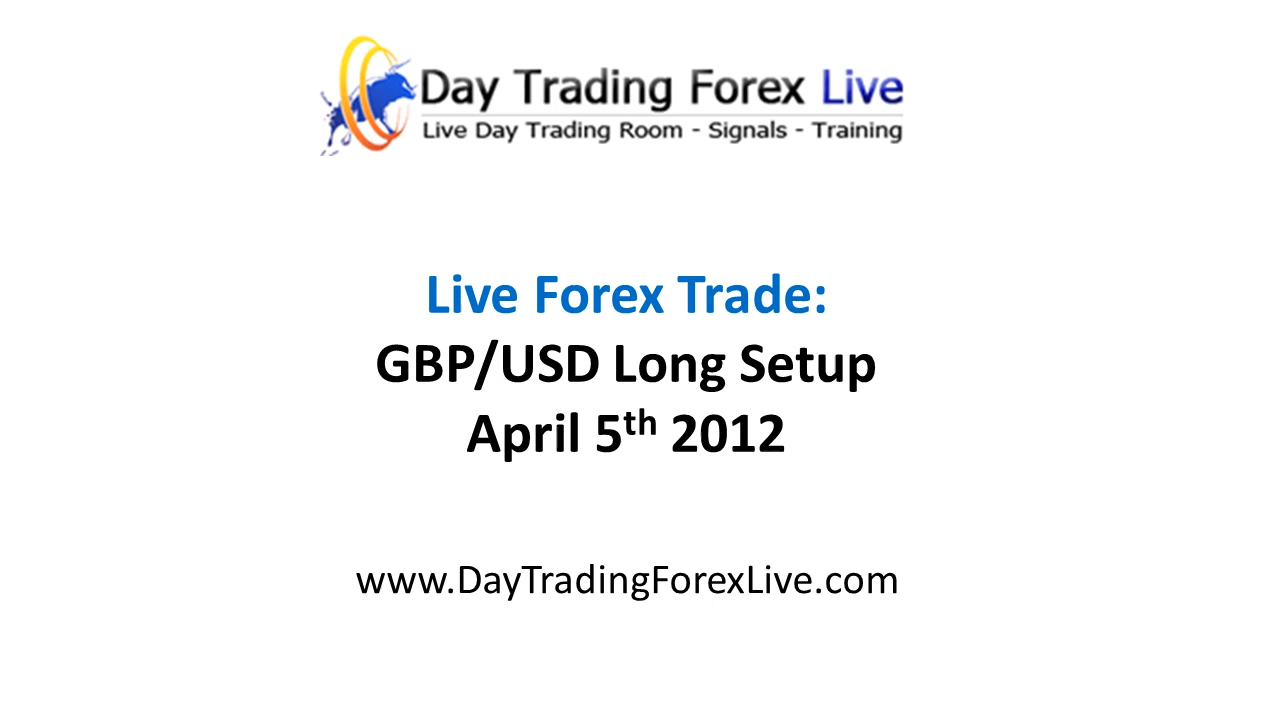 Day Trading Forex Live
Live Day Trading Room - Signals - Training
Live Forex Trade:
GBP/USD Long Setup
April 5th 2012
www.DayTradingForexLive.com